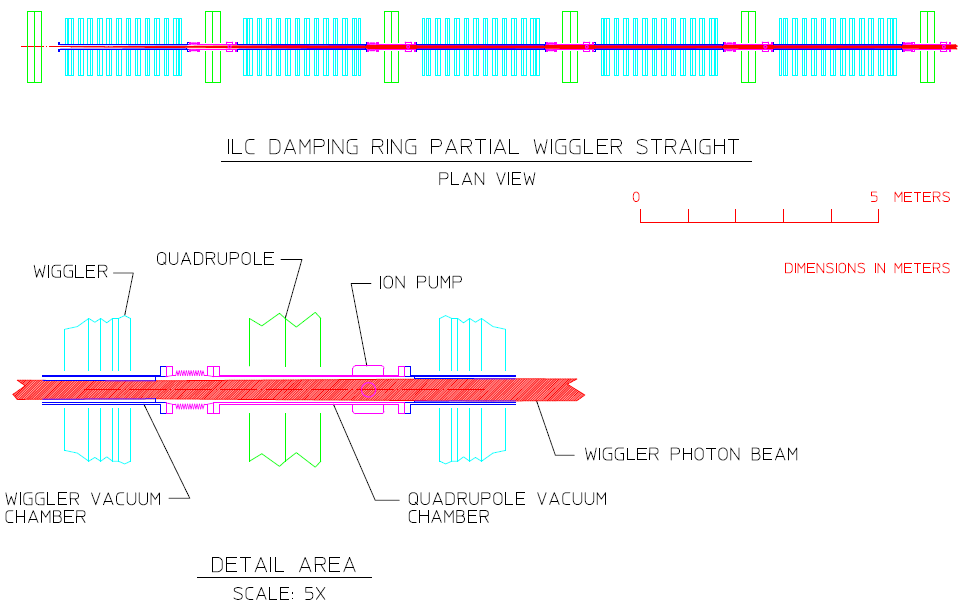 ILC DAMPING RING PARTIAL WIGGLER STRAIGHT
PLAN VIEW
0 5 METERS
DIMENSIONS IN METERS
QUADRUPOLE
WIGGLER
ION PUMP
WIGGLER PHOTON BEAM
WIGGLER VACUUM
CHAMBER
QUADRUPOLE VACUUM
CHAMBER
DETAIL AREA
SCALE: 5X